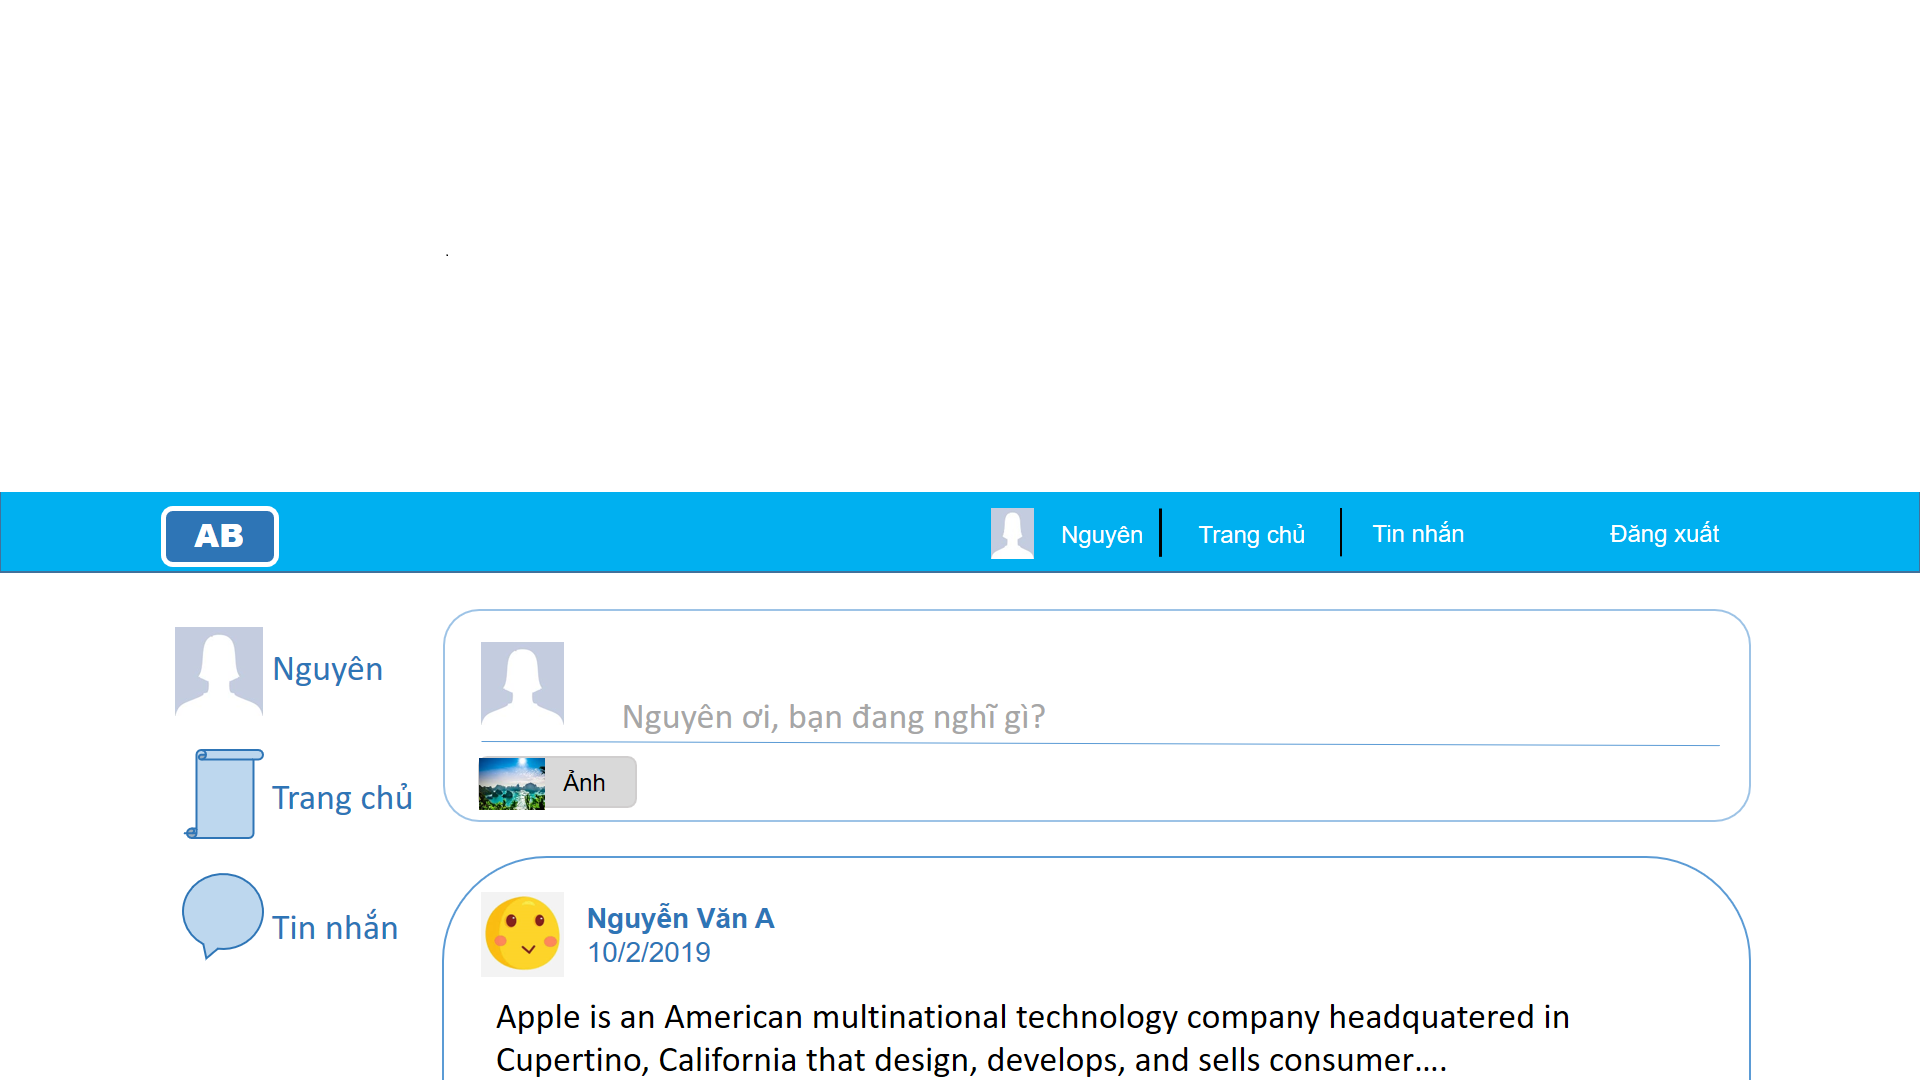 AB
Nguyên
Trang chủ
Tin nhắn
Đăng xuất
Nguyên
Trang chủ
Tin nhắn
Nguyên ơi, bạn đang nghĩ gì?
Ảnh
Nguyễn Văn A
10/2/2019
Apple is an American multinational technology company headquatered in
Cupertino, California that design, develops, and sells consumer....